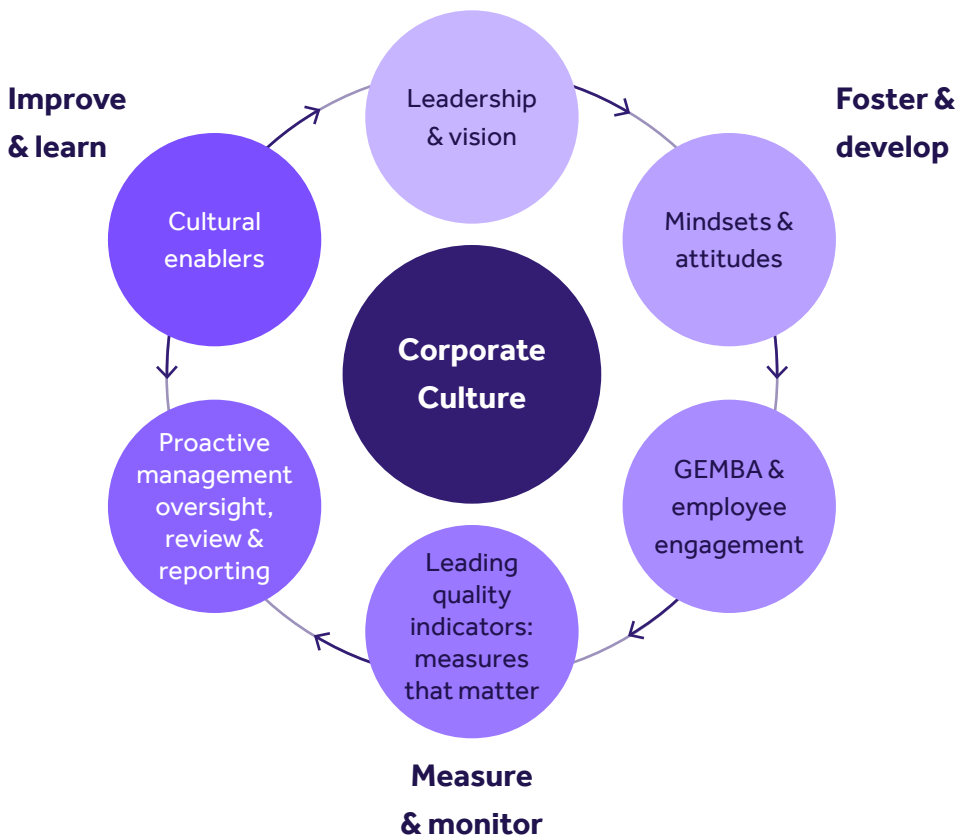 Leadership
& vision
Foster &
develop
Mindsets &
attitudes
GEMBA &
employee
engagement
Leading
quality
indicators:
measures
that matter
Measure
& monitor
Proactive
management
oversight,
review &
reporting
Cultural
enablers
Improve
& learn
Corporate
Culture